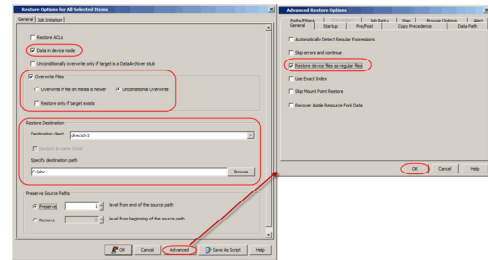 Restore Options for All Selected Items
General Job Initiation
Restore ACLs
Data in device node
Unconditionally overwrite only if target is a DataArchiver stub
Overwrite Files
Overwrite if file on media is newer Unconditional Overwrite
Restore only if target exists
Restore Destination
Destination client
Restore to same folder
Specify destination path
Browse
Preserve Source Paths
Preserve 1 level from end of the source path
Remove level from beginning of the source path
OK Cancel Advanced Save As Script Help
Advanced Restore Options
Map Browse Options Alert
General Startup Pre/Post Copy Precedence Data Path
Automatically Detect Regular Expressions
Skip errors and continue
Restore device files as regular files
Use Exact Index
Skip Mount Point Restore
Recover Apple Resource Fork Data
OK Cancel Help